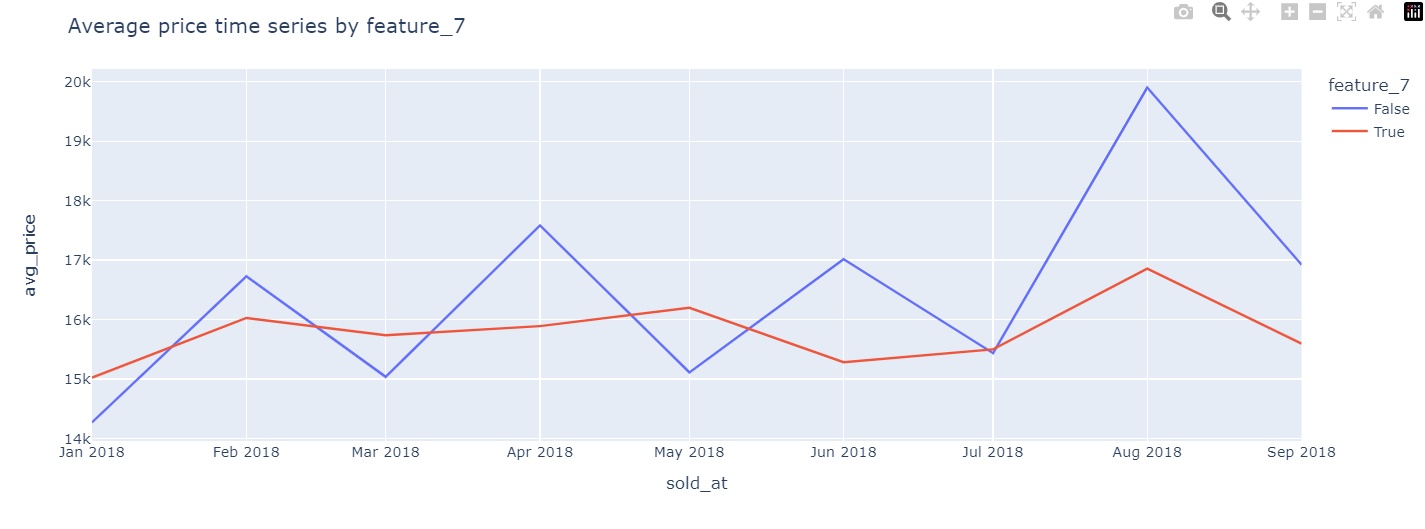 Average price time series by feature_7
20k
19k
18k
17k
16k
15k
14k
avg_price
Jan 2018 Feb 2018 Mar 2018 Apr 2018 May 2018 Jun 2018 Jul 2018 Aug 2018 Sep 2018
sold_at
feature_7
False
True